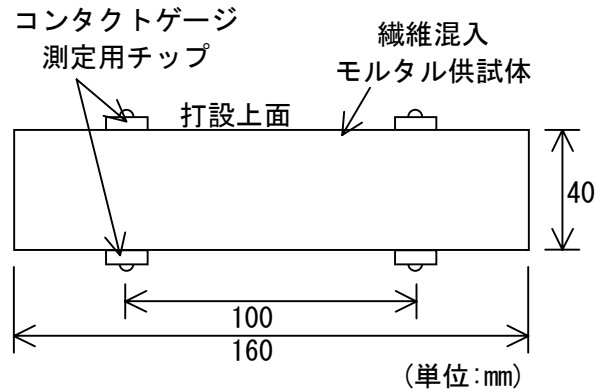 コンタクトゲージ
測定用チップ
繊維混入
モルタル供試体
打設上面
40
100
160
(単位:㎜)